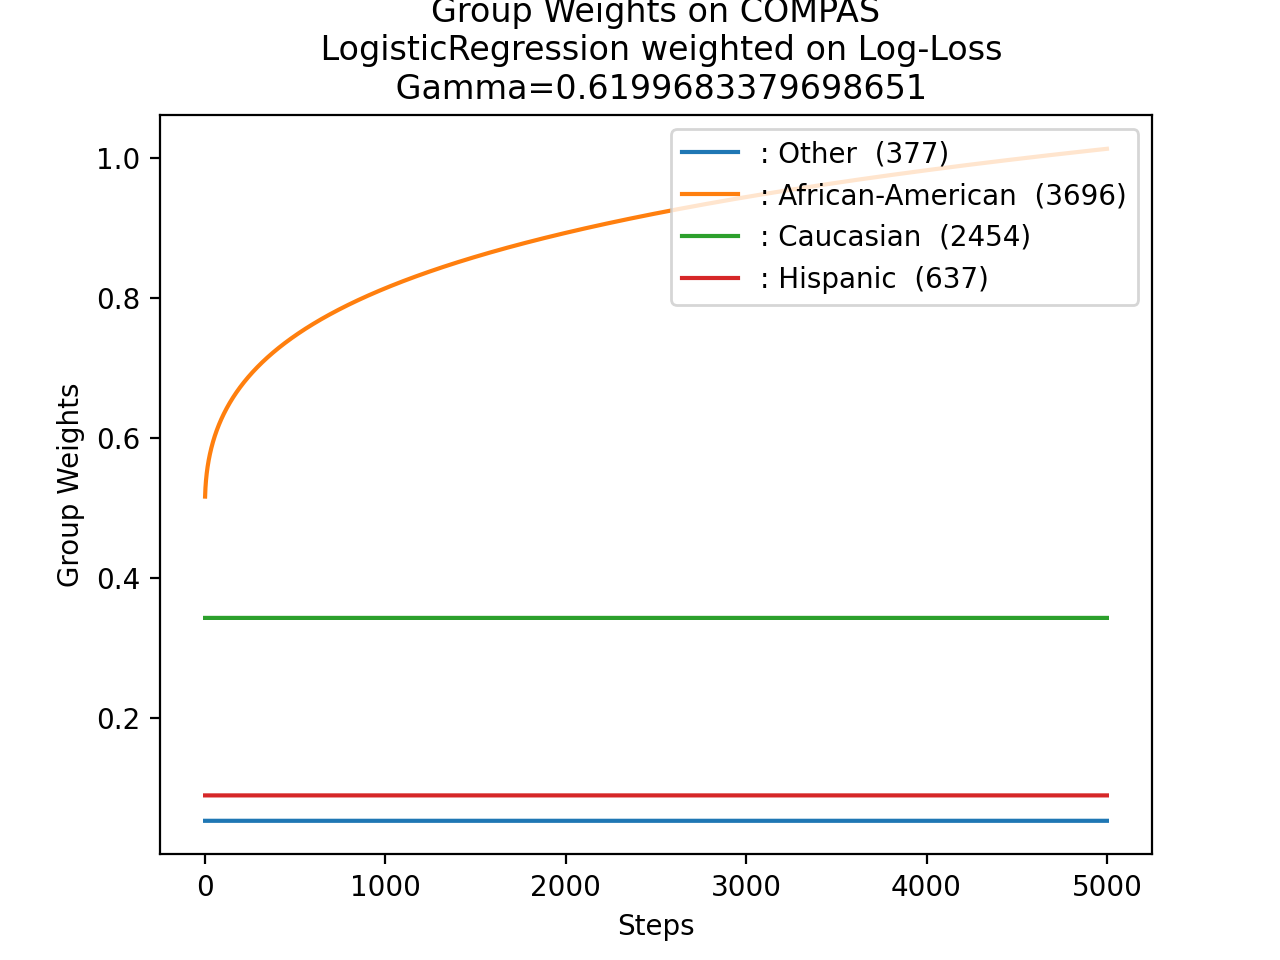 Group Weights on COMPAS
LogisticRegression weighted on Log-Loss
Gamma=0.6199683379698651
: Other (377)
: African-American (3696)
: Caucasian (2454)
: Hispanic (637)
Group Weights
1.0
0.8
0.6
0.4
0.2
0 1000 2000 3000 4000 5000
Steps